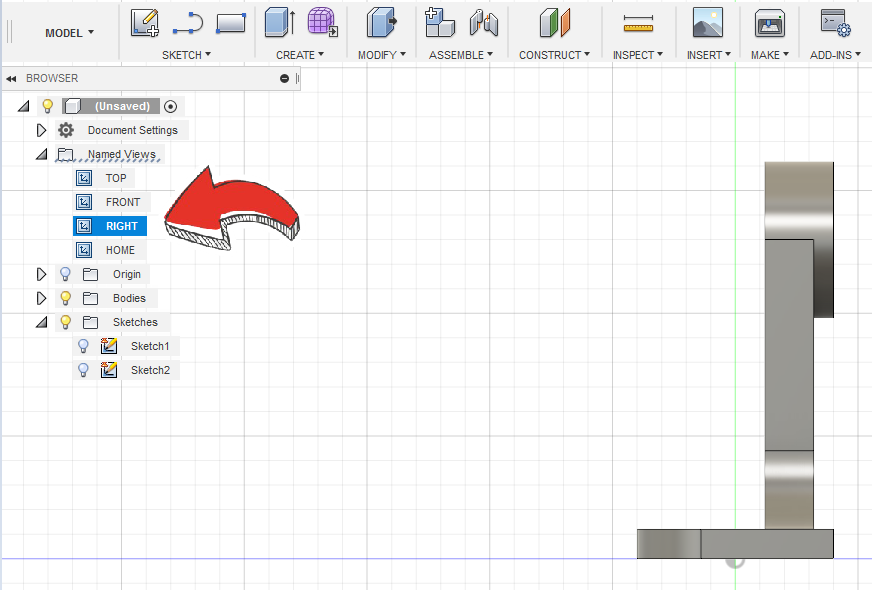 MODEL
SKETCH
CREATE
MODIFY
ASSEMBLE
CONSTRUCT
INSPECT
INSERT
MAKE
ADD-INS
BROWSER
(Unsaved)
Document Settings
Named Views
TOP
FRONT
RIGHT
HOME
Origin
Bodies
Sketches
Sketch1
Sketch2